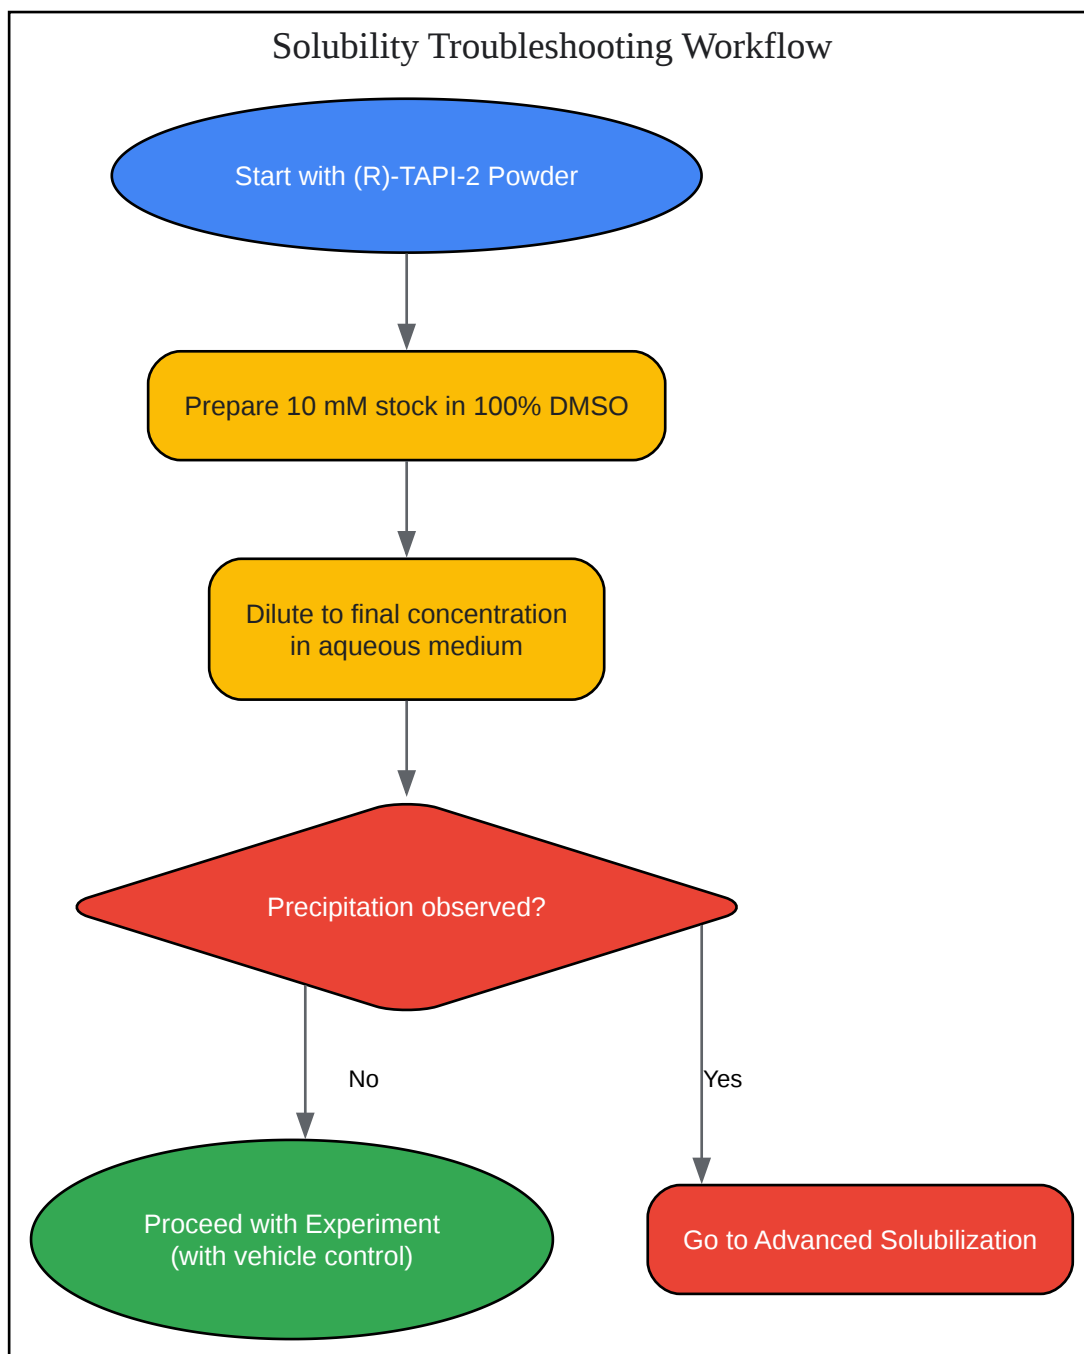 Solubility Troubleshooting Workflow
Start with (R)-TAPI-2 Powder
Prepare 10 mM stock in 100% DMSO
Dilute to final concentration
in aqueous medium
Precipitation observed?
No
Yes
Proceed with Experiment
(with vehicle control)
Go to Advanced Solubilization